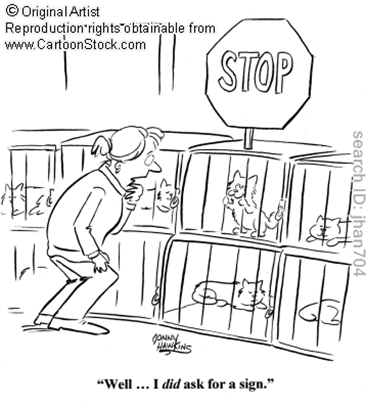 © Original Artist
Reproduction rights obtainable from
www.CartoonStock.com
STOP
search ID: jhan704
JONNY
HAWKINS
“Well ... I did ask for a sign.”